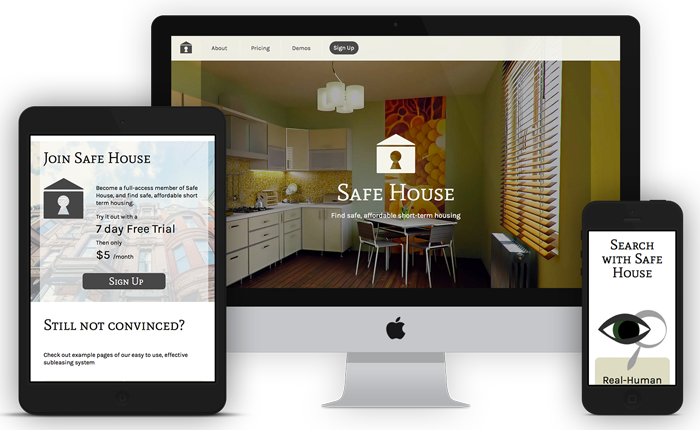 About Pricing Demos Sign Up
Safe House
Find safe, affordable short-term housing
Join Safe House
Become a full-access member of Safe
House, and find safe, affordable short
term housing.
Try it out with a
7 day Free Trial
Then only
$5 /month
Sign Up
Still not convinced?
Check out example pages of our easy to use, effective
subleasing system
Search
with Safe
House
Real-Human